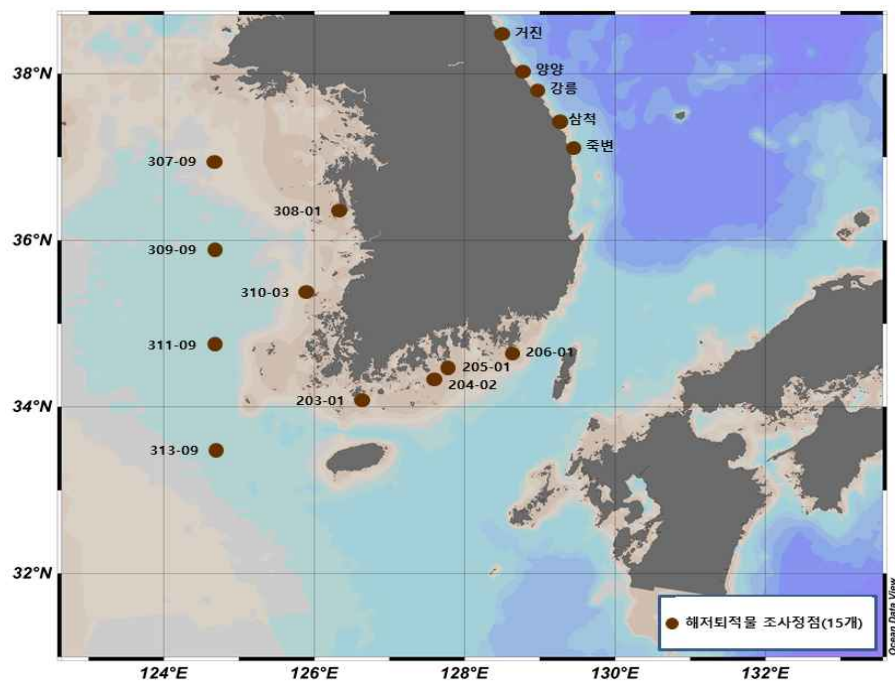 거진
38°N
양양
강릉
삼척
죽변
307-09
308-01
36°N
309-09
310-03
311-09
206-01
205-01
204-02
34°N
203-01
313-09
32°N
해저퇴적물 조사정점(15개)
Ocean Data View
124°E
126°E
128°E
130°E
132°E